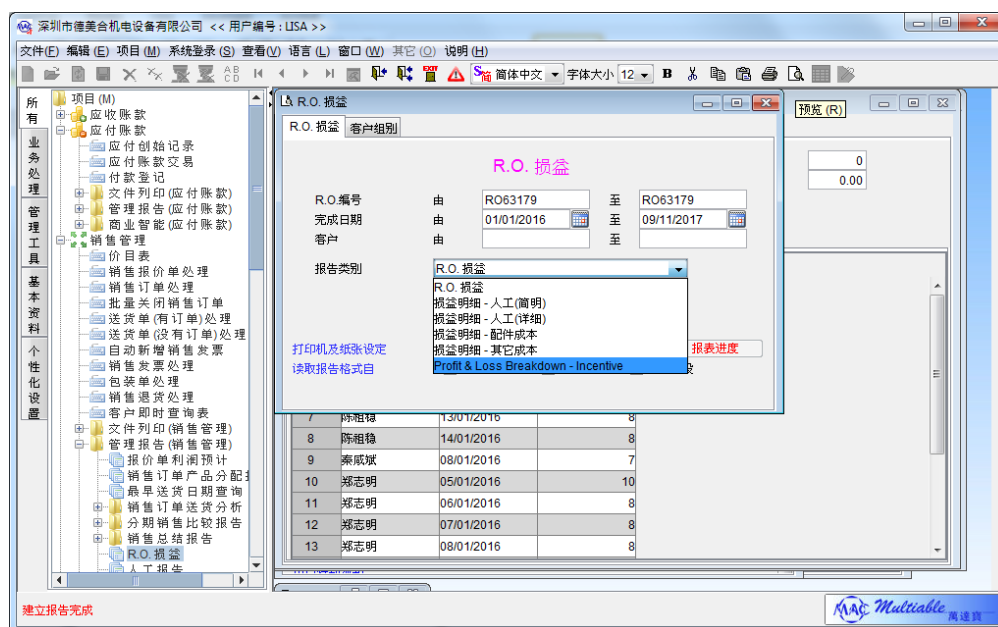 深圳市德美合机电设备有限公司 << 用户编号 : LISA >>
文件(F) 编辑 (E) 项目 (M) 系统登录 (S) 查看(V) 语言 (L) 窗口 (W) 其它 (O) 说明 (H)
EXIT
S简 简体中文 字体大小 12 B
所有
业务处理
管理工具
基本资料
个性化设置
项目 (M)
应收账款
应付账款
应付创始记录
应付账款交易
付款登记
文件列印(应付账款)
管理报告(应付账款)
商业智能(应付账款)
销售管理
价目表
销售报价单处理
销售订单处理
批量关闭销售订单
送货单(有订单)处理
送货单(没有订单)处理
自动新增销售发票
销售发票处理
包装单处理
销售退货处理
客户即时查询表
文件列印(销售管理)
管理报告(销售管理)
报价单利润预计
销售订单产品分配
最早送货日期查询
销售订单送货分析
分期销售比较报告
销售总结报告
R.O. 损益
人工报告
R.O. 损益
R.O. 损益 客户组别
R.O. 损益
R.O.编号 由 RO63179 至 RO63179
完成日期 由 01/01/2016 至 09/11/2017
客户 由 至
报告类别 R.O. 损益
R.O. 损益
损益明细 - 人工(简明)
损益明细 - 人工(详细)
损益明细 - 配件成本
损益明细 - 其它成本
Profit & Loss Breakdown - Incentive
打印机及纸张设定 报表进度
读取报告格式自
预览 (R)
0
0.00
7 陈祖稳 13/01/2016 8
8 陈祖稳 14/01/2016 8
9 秦咸斌 08/01/2016 7
10 郑志明 05/01/2016 10
11 郑志明 06/01/2016 8
12 郑志明 07/01/2016 8
13 郑志明 08/01/2016 8
建立报告完成
MAC Multiable 萬達寶